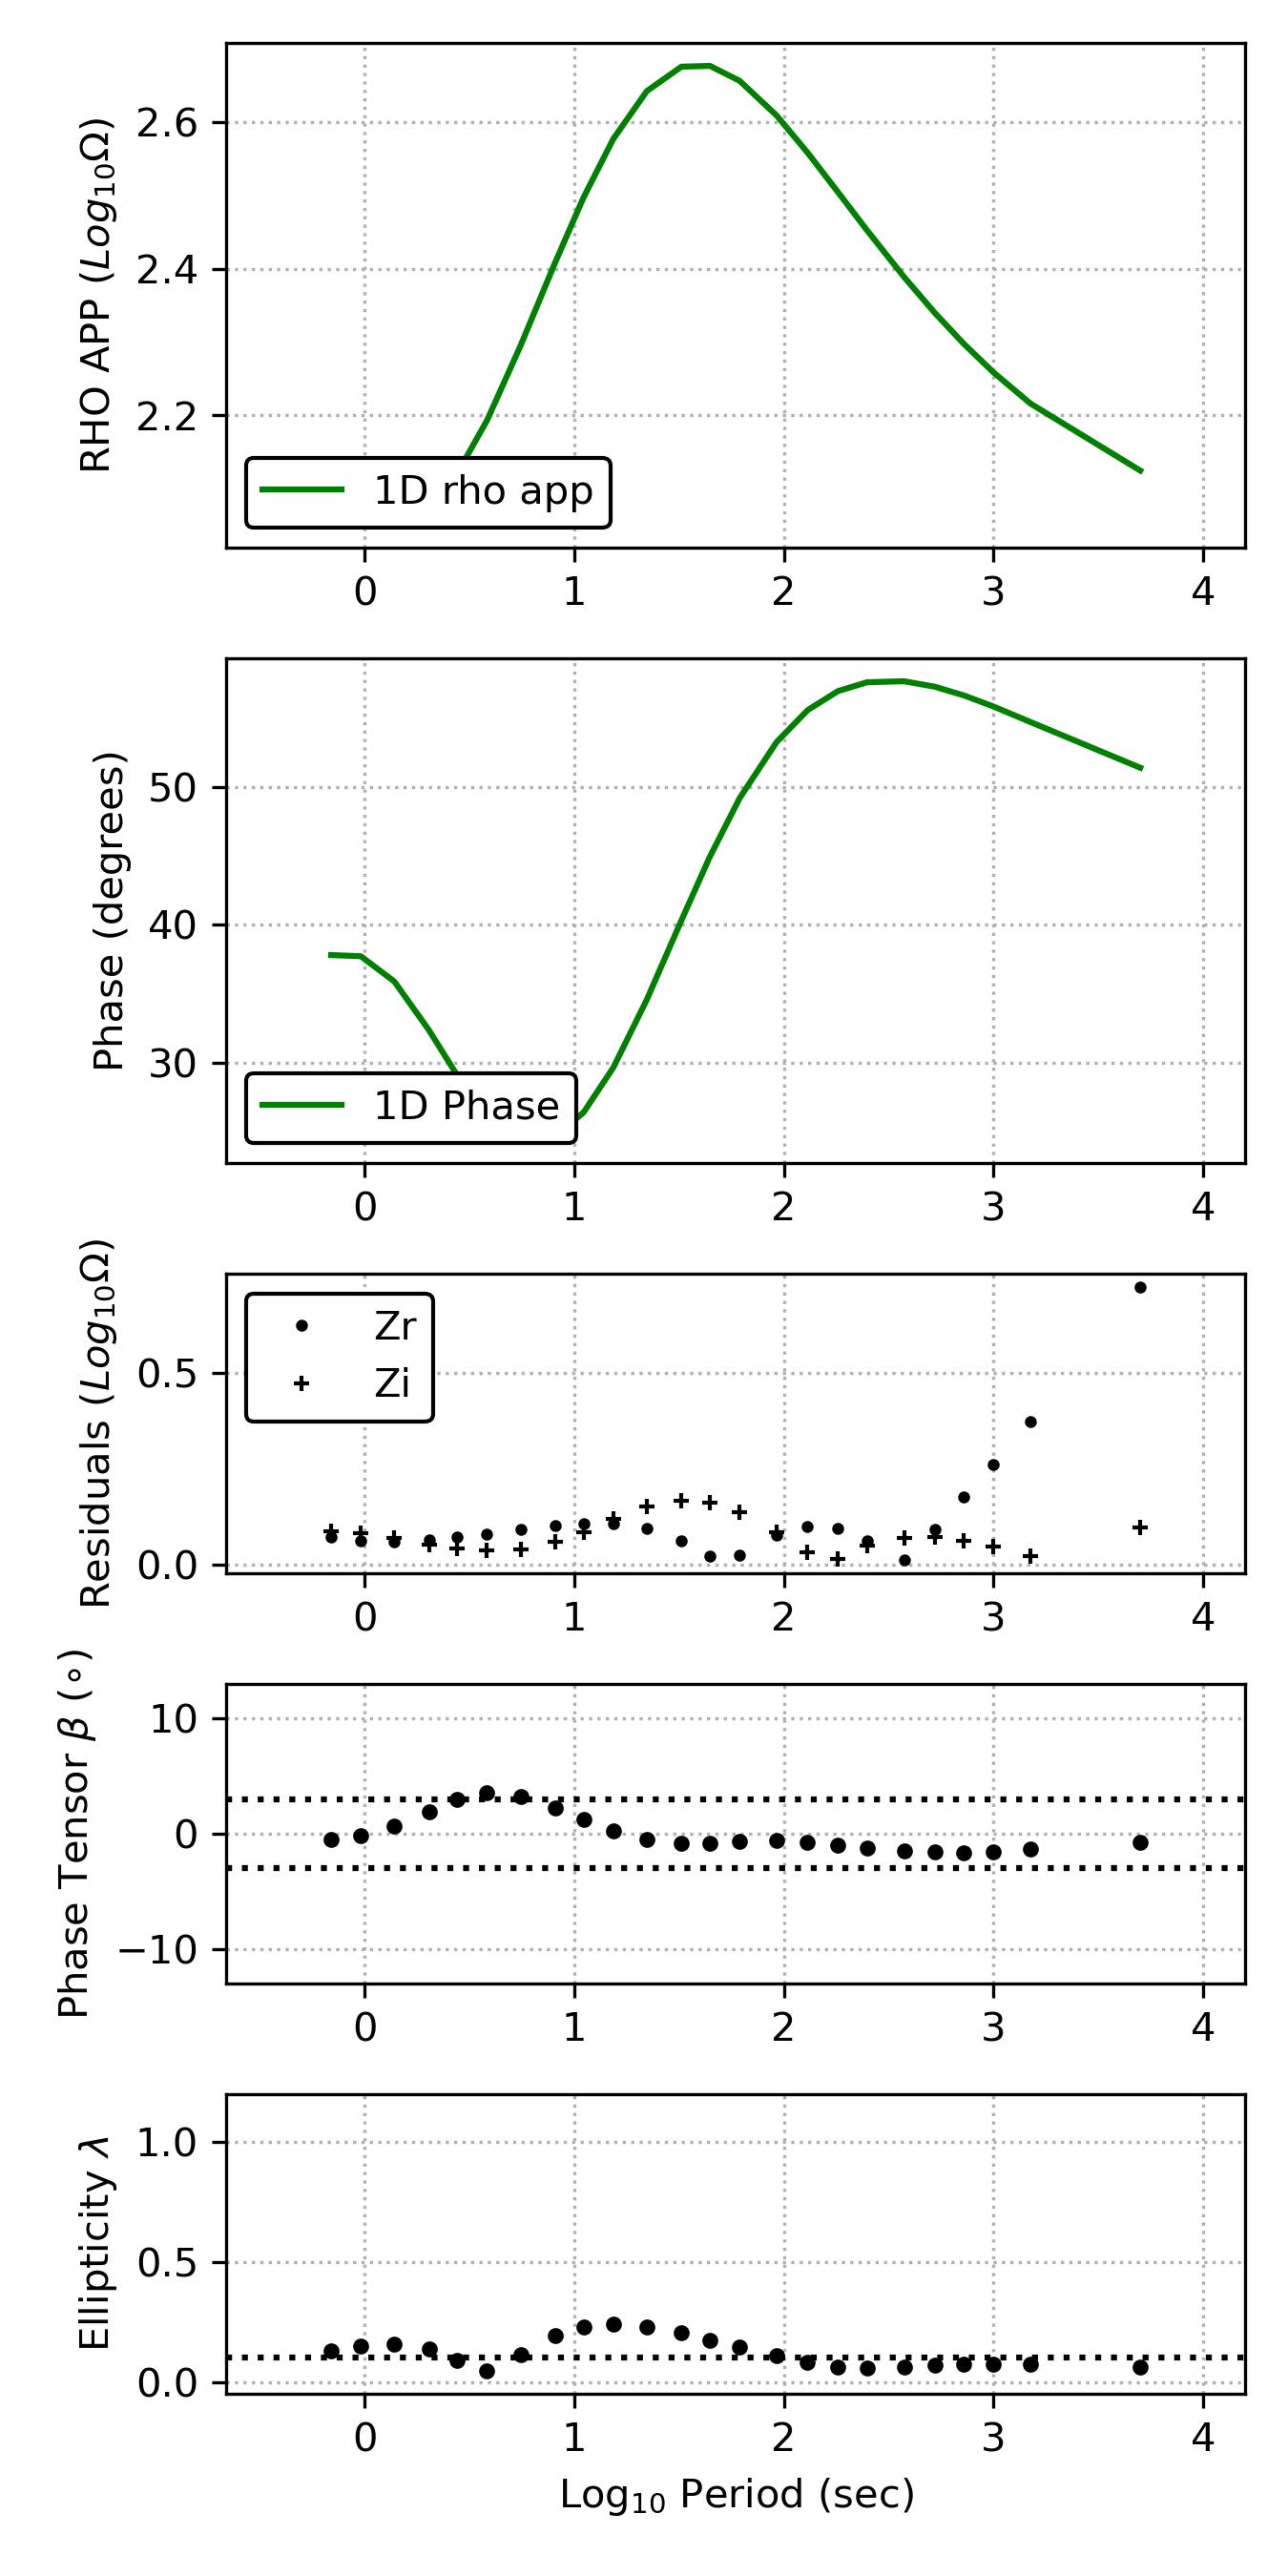 RHO APP (Log₁₀Ω)
2.6
2.4
2.2
1D rho app
0 1 2 3 4
Phase (degrees)
50
40
30
1D Phase
0 1 2 3 4
Residuals (Log₁₀Ω)
0.5
0.0
Zr
Zi
0 1 2 3 4
Phase Tensor β (∘)
10
0
−10
0 1 2 3 4
Ellipticity λ
1.0
0.5
0.0
0 1 2 3 4
Log₁₀ Period (sec)